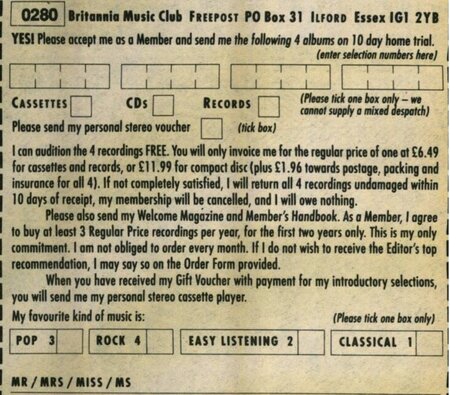 0280 Britannia Music Club FREEPOST PO Box 31 Ilford Essex IG1 2YB
YES! Please accept me as a Member and send me the following 4 albums on 10 day home trial.
(enter selection numbers here)
CASSETTES CDs RECORDS (Please tick one box only – we
cannot supply a mixed despatch)
Please send my personal stereo voucher (tick box)
I can audition the 4 recordings FREE. You will only invoice me for the regular price of one at £6.49
for cassettes and records, or £11.99 for compact disc (plus £1.96 towards postage, packing and
insurance for all 4). If not completely satisfied, I will return all 4 recordings undamaged within
10 days of receipt, my membership will be cancelled, and I will owe nothing.
Please also send my Welcome Magazine and Member's Handbook. As a Member, I agree
to buy at least 3 Regular Price recordings per year, for the first two years only. This is my only
commitment. I am not obliged to order every month. If I do not wish to receive the Editor's top
recommendation, I may say so on the Order Form provided.
When you have received my Gift Voucher with payment for my introductory selections,
you will send me my personal stereo cassette player.
My favourite kind of music is: (Please tick one box only)
POP 3 ROCK 4 EASY LISTENING 2 CLASSICAL 1
MR / MRS / MISS / MS